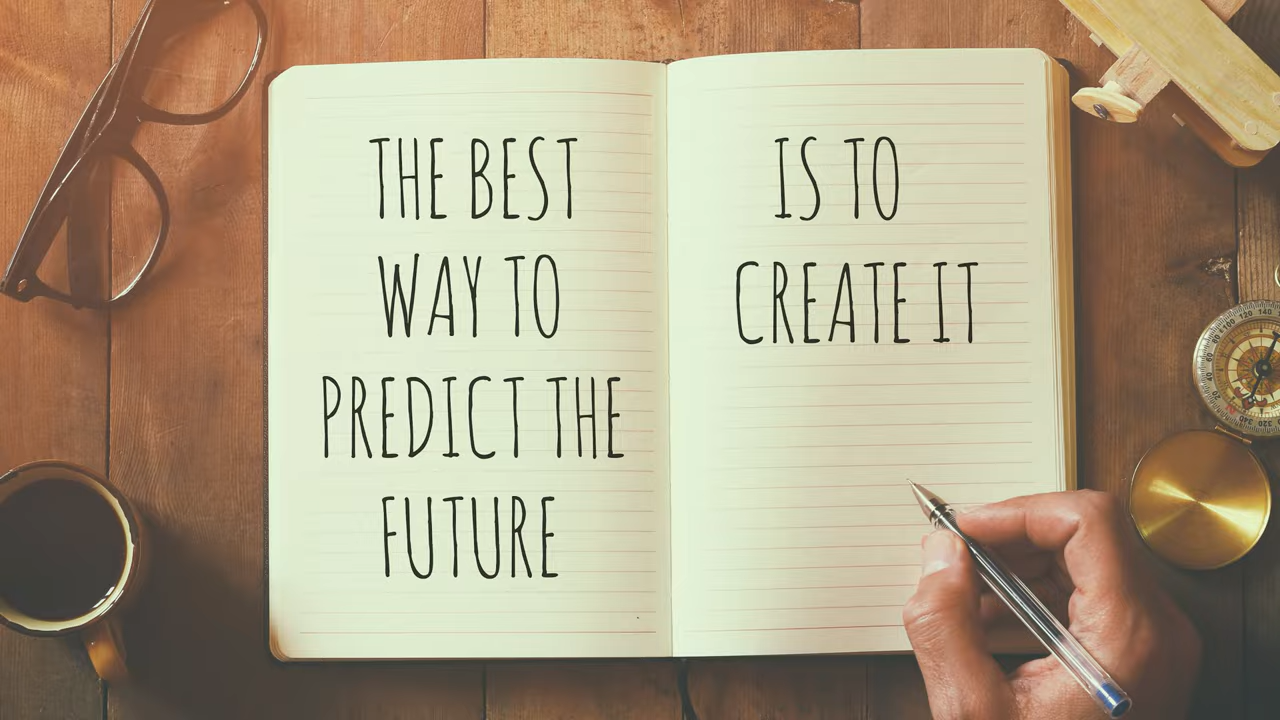 THE BEST
WAY TO
PREDICT THE
FUTURE
IS TO
CREATE IT